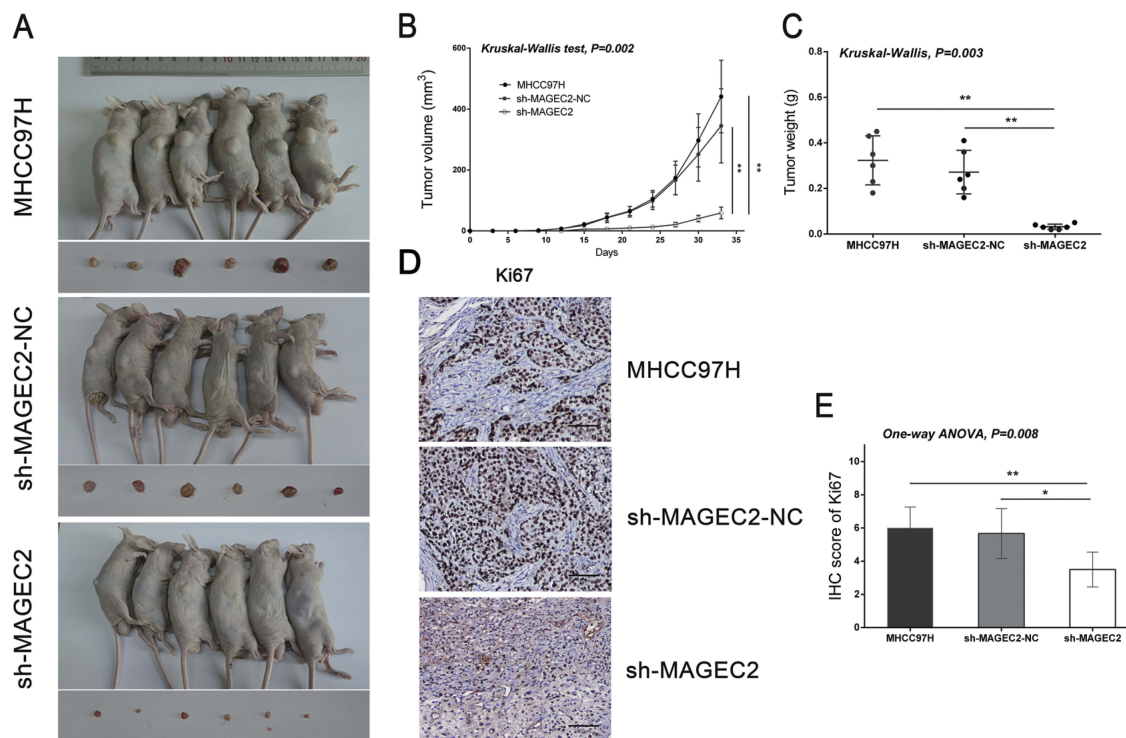 A
MHCC97H
sh-MAGEC2-NC
sh-MAGEC2
B
Kruskal-Wallis test, P=0.002
MHCC97H
sh-MAGEC2-NC
sh-MAGEC2
Tumor volume (mm³)
600
400
200
0
0 5 10 15 20 25 30 35
Days
**
**
C
Kruskal-Wallis, P=0.003
Tumor weight (g)
0.8
0.6
0.4
0.2
0.0
**
**
MHCC97H sh-MAGEC2-NC sh-MAGEC2
D
Ki67
MHCC97H
sh-MAGEC2-NC
sh-MAGEC2
E
One-way ANOVA, P=0.008
IHC score of Ki67
10
8
6
4
2
0
**
*
MHCC97H sh-MAGEC2-NC sh-MAGEC2